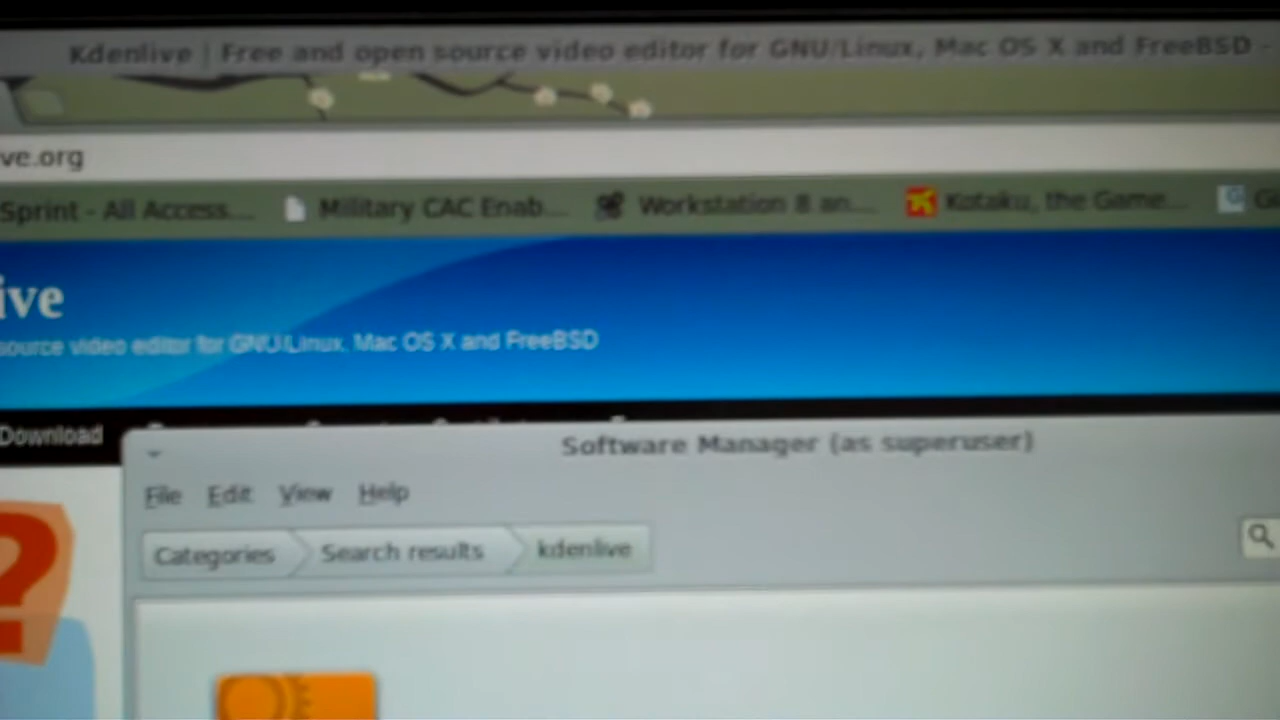 Kdenlive | Free and open source video editor for GNU/Linux, Mac OS X and FreeBSD -
ve.org
Sprint - All Access... Military CAC Enab... Workstation 8 an... Kotaku, the Game...
ive
source video editor for GNU/Linux, Mac OS X and FreeBSD
Download
Software Manager (as superuser)
File Edit View Help
Categories Search results kdenlive
?